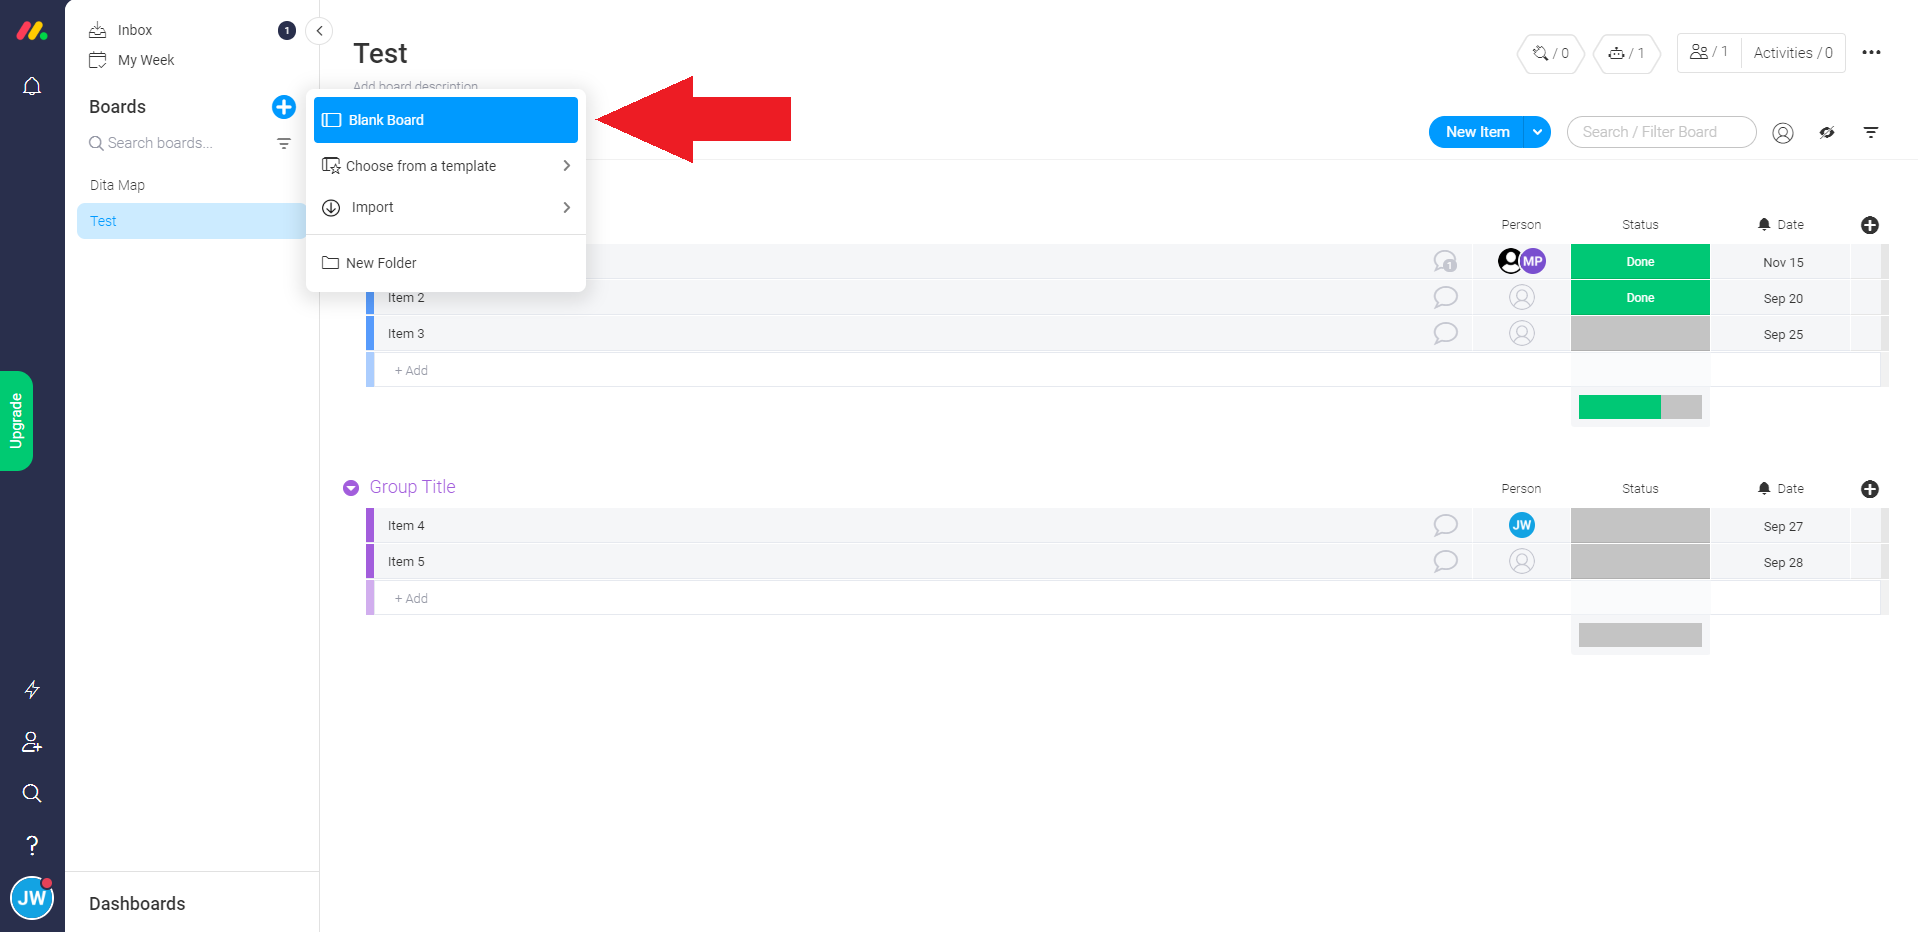 Inbox
1
My Week
Boards
Search boards...
Dita Map
Test
Upgrade
JW
Dashboards
Test
Add board description
/ 0
/ 1
/ 1
Activities / 0
Blank Board
Choose from a template
Import
New Folder
New Item
Search / Filter Board
Person
Status
Date
1
MP
Done
Nov 15
Item 2
Done
Sep 20
Item 3
Sep 25
+ Add
Group Title
Person
Status
Date
Item 4
JW
Sep 27
Item 5
Sep 28
+ Add